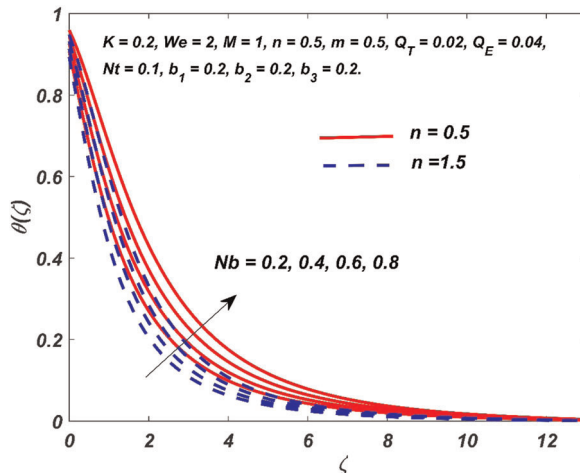 K = 0.2, We = 2, M = 1, n = 0.5, m = 0.5, Q_T = 0.02, Q_E = 0.04,
Nt = 0.1, b_1 = 0.2, b_2 = 0.2, b_3 = 0.2.
n = 0.5
n =1.5
Nb = 0.2, 0.4, 0.6, 0.8
1
0.8
0.6
0.4
0.2
0
θ(ζ)
0 2 4 6 8 10 12
ζ